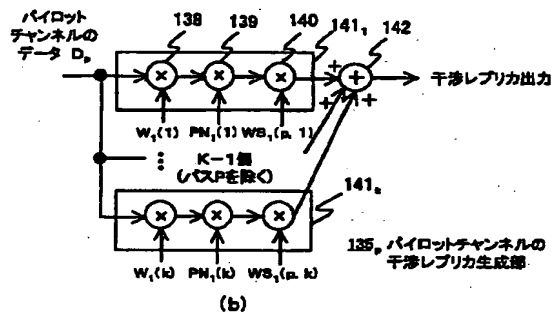 パイロット
チャンネルの
データ Dp
138
139
140
141₁
142
+
+
+
干渉レプリカ出力
W₁(1)
PN₁(1)
WS₁(p, 1)
K-1個
(パスPを除く)
141ₖ
W₁(k)
PN₁(k)
WS₁(p, k)
135p パイロットチャンネルの
干渉レプリカ生成部
(b)